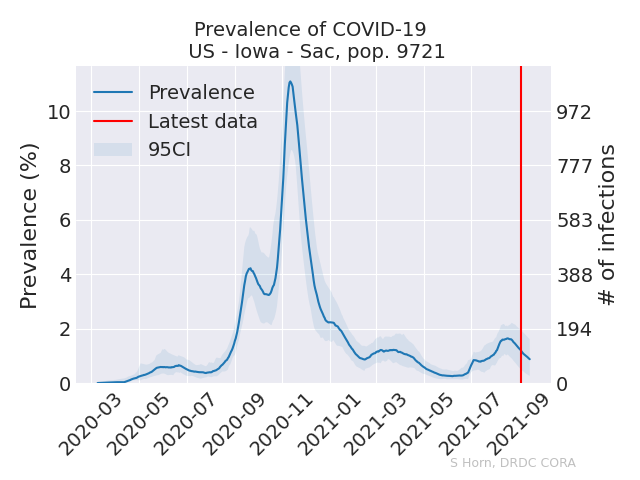 Prevalence of COVID-19
US - Iowa - Sac, pop. 9721
Prevalence
Latest data
95CI
Prevalence (%)
10
8
6
4
2
0
972
777
583
388
194
0
# of infections
2020-03
2020-05
2020-07
2020-09
2020-11
2021-01
2021-03
2021-05
2021-07
2021-09
S Horn, DRDC CORA